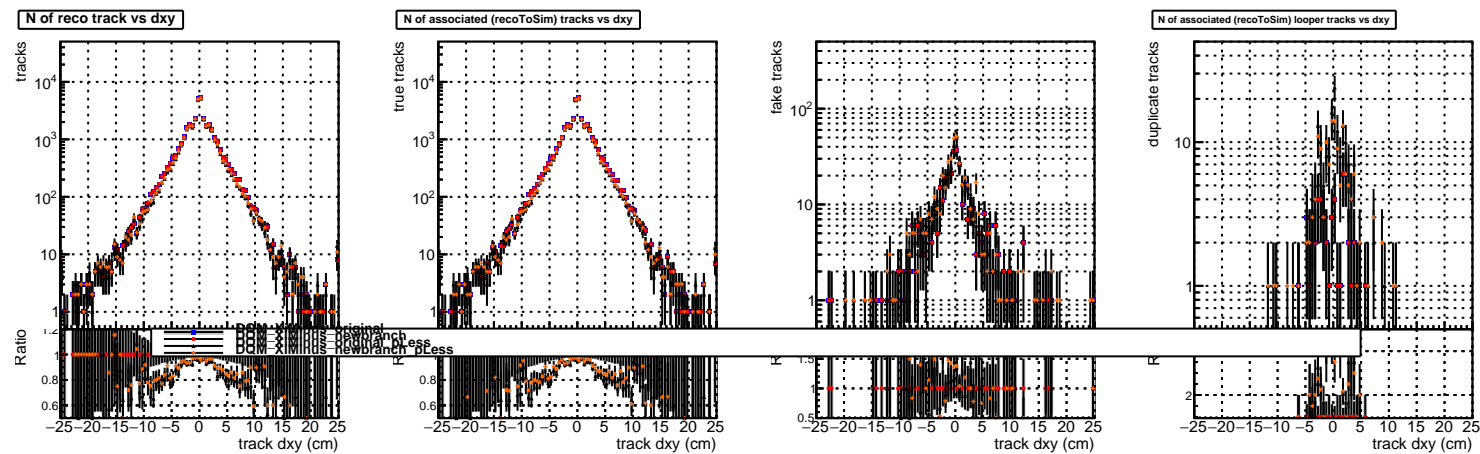 N of reco track vs dxy
N of associated (recoToSim) tracks vs dxy
N of associated (recoToSim) looper tracks vs dxy
tracks
10⁴
10³
10²
10
1
true tracks
10⁴
10³
10²
10
1
fake tracks
10²
10
1
duplicate tracks
10
1
DQM_XiMinus_original
DQM_XiMinus_newbranch
DQM_XiMinus_original_pLess
DQM_XiMinus_newbranch_pLess
Ratio
1.2
1
0.8
0.6
0.8
0.6
1.5
1
0.5
2
−25 −20 −15 −10 −5 0 5 10 15 20 25
track dxy (cm)
−25 −20 −15 −10 −5 0 5 10 15 20 25
track dxy (cm)
−25 −20 −15 −10 −5 0 5 10 15 20 25
track dxy (cm)
−25 −20 −15 −10 −5 0 5 10 15 20 25
track dxy (cm)